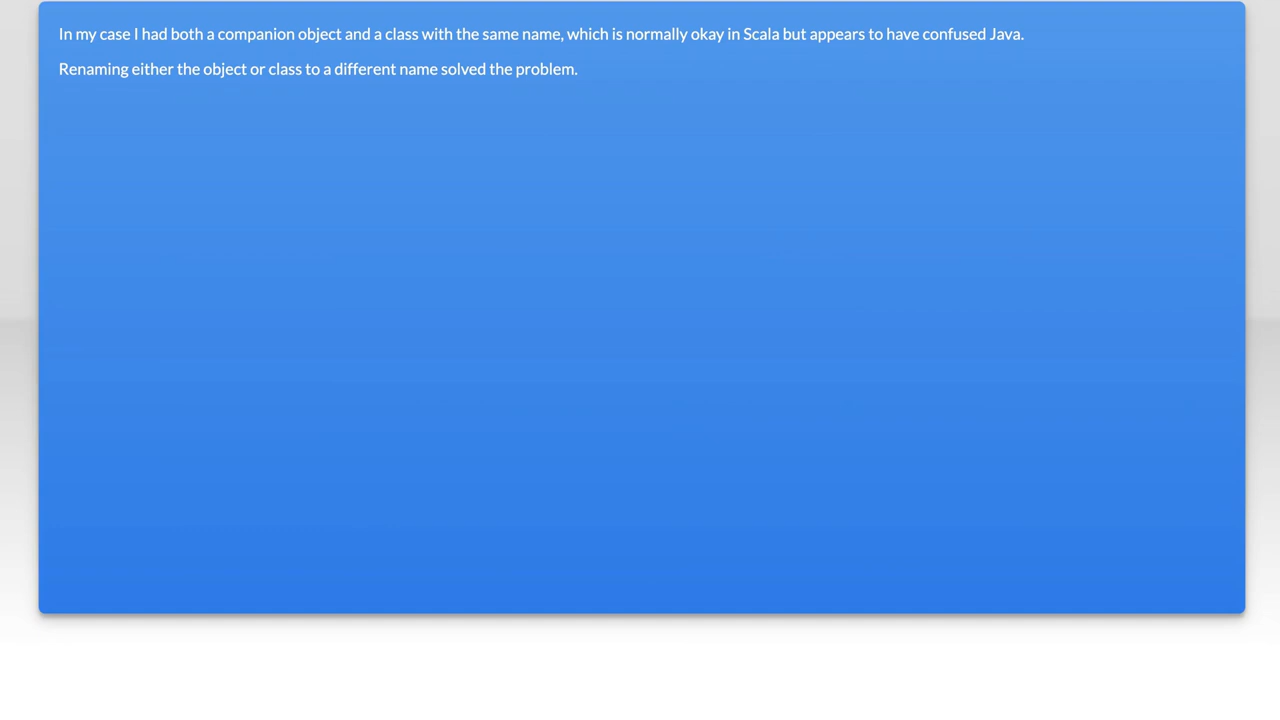 In my case I had both a companion object and a class with the same name, which is normally okay in Scala but appears to have confused Java.
Renaming either the object or class to a different name solved the problem.